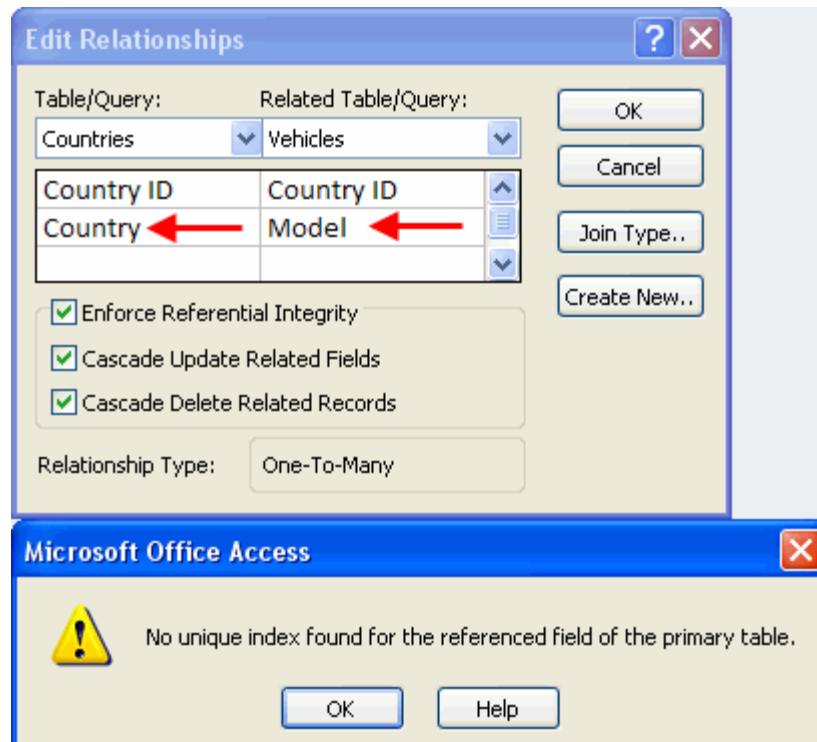 Edit Relationships
Table/Query: Related Table/Query:
Countries Vehicles
OK
Cancel
Country ID Country ID
Country Model
Join Type..
Create New..
Enforce Referential Integrity
Cascade Update Related Fields
Cascade Delete Related Records
Relationship Type: One-To-Many
Microsoft Office Access
No unique index found for the referenced field of the primary table.
OK Help